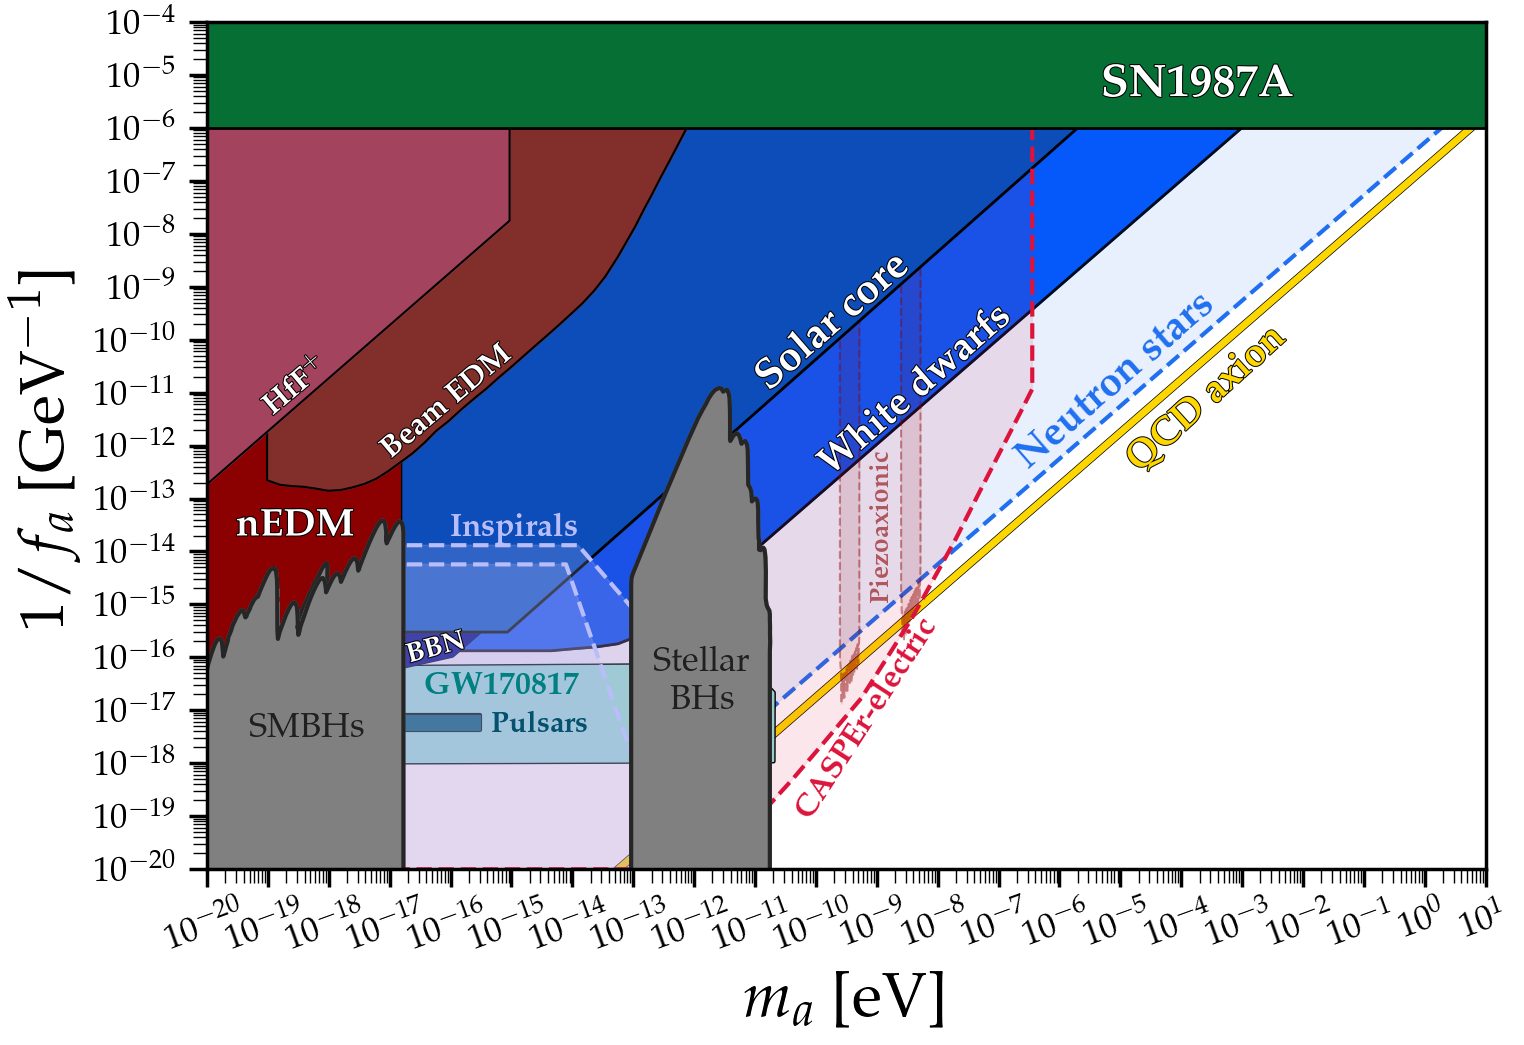 10⁻⁴
10⁻⁵
10⁻⁶
10⁻⁷
10⁻⁸
10⁻⁹
10⁻¹⁰
10⁻¹¹
10⁻¹²
10⁻¹³
10⁻¹⁴
10⁻¹⁵
10⁻¹⁶
10⁻¹⁷
10⁻¹⁸
10⁻¹⁹
10⁻²⁰
1/fₐ [GeV⁻¹]
SN1987A
HfF⁺
Beam EDM
nEDM
Solar core
White dwarfs
Neutron stars
QCD axion
Inspirals
Piezoaxionic
BBN
GW170817
Pulsars
SMBHs
Stellar
BHs
CASPEr-electric
10⁻²⁰ 10⁻¹⁹ 10⁻¹⁸ 10⁻¹⁷ 10⁻¹⁶ 10⁻¹⁵ 10⁻¹⁴ 10⁻¹³ 10⁻¹² 10⁻¹¹ 10⁻¹⁰ 10⁻⁹ 10⁻⁸ 10⁻⁷ 10⁻⁶ 10⁻⁵ 10⁻⁴ 10⁻³ 10⁻² 10⁻¹ 10⁰ 10¹
mₐ [eV]